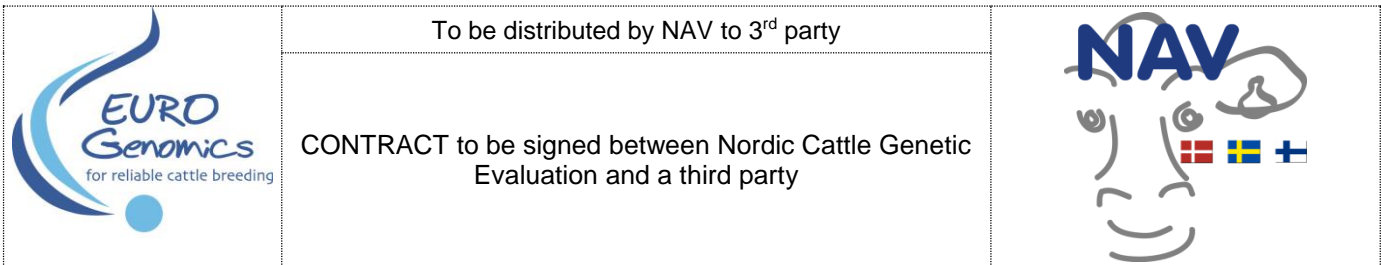 EURO
Genomics
for reliable cattle breeding
To be distributed by NAV to 3rd party
CONTRACT to be signed between Nordic Cattle Genetic
Evaluation and a third party
NAV